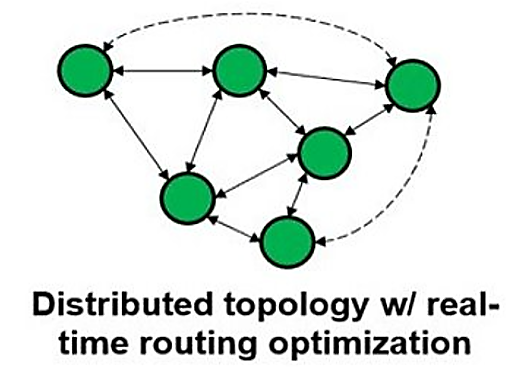 Distributed topology w/ real-
time routing optimization